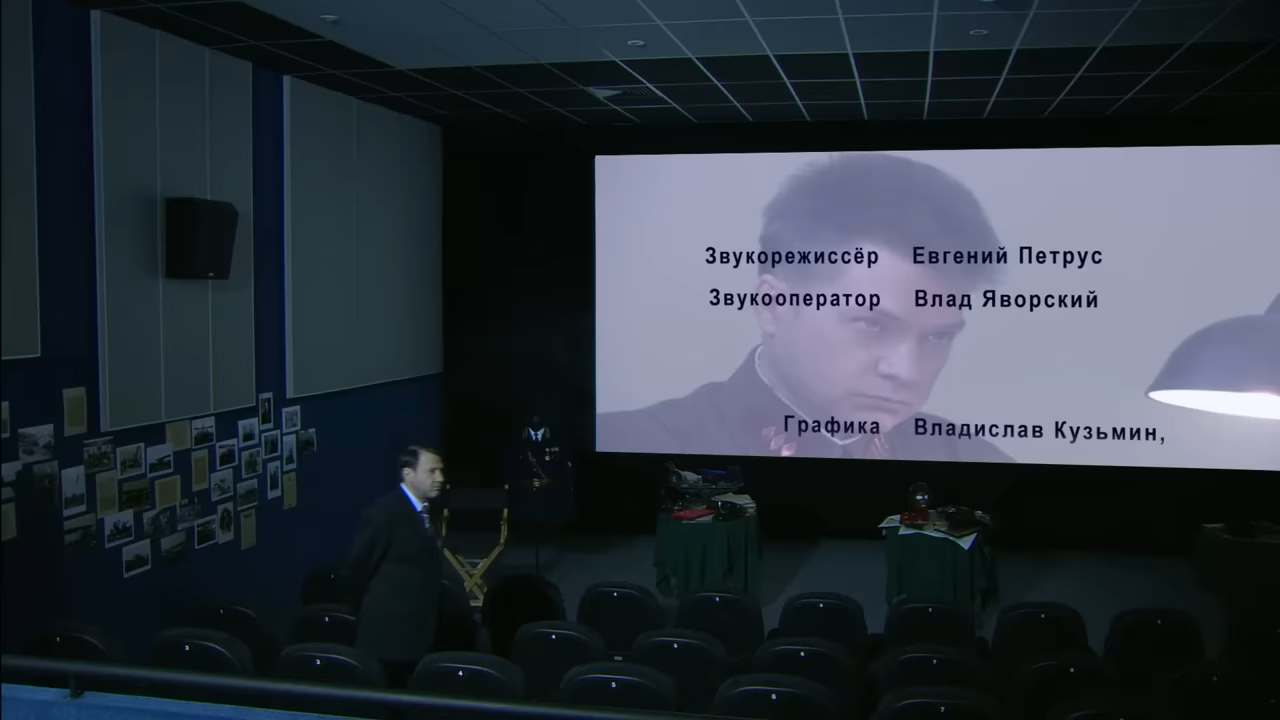 Звукорежиссёр Евгений Петрус
Звукооператор Влад Яворский
Графика Владислав Кузьмин,